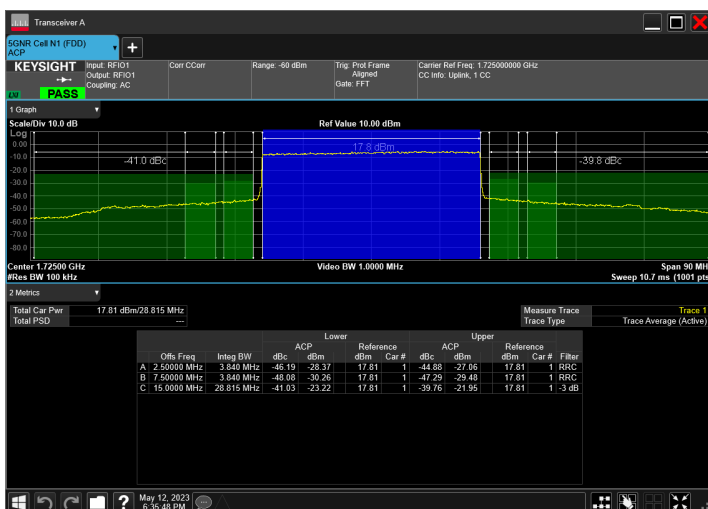 Transceiver A
5GNR Cell N1 (FDD)
ACP
KEYSIGHT
PASS
Input: RFIO1
Output: RFIO1
Coupling: AC
Corr CCorr
Range: -60 dBm
Trig: Prot Frame
Aligned
Gate: FFT
Carrier Ref Freq: 1.725000000 GHz
CC Info: Uplink, 1 CC
1 Graph
Scale/Div 10.0 dB
Ref Value 10.00 dBm
Log
0.00
-10.0
-20.0
-30.0
-40.0
-50.0
-60.0
-70.0
-80.0
-41.0 dBc
17.8 dBm
-39.8 dBc
Center 1.72500 GHz
Video BW 1.0000 MHz
Span 90 MH
#Res BW 100 kHz
Sweep 10.7 ms (1001 pts
2 Metrics
Total Car Pwr 17.81 dBm/28.815 MHz
Total PSD ---
Measure Trace Trace 1
Trace Type Trace Average (Active)
Lower Upper
ACP Reference ACP Reference
Offs Freq Integ BW dBc dBm dBm Car # dBc dBm dBm Car # Filter
A 2.5000 MHz 3.840 MHz -46.19 -28.37 17.81 1 -44.88 -27.06 17.81 1 RRC
B 7.5000 MHz 3.840 MHz -48.08 -30.26 17.81 1 -47.29 -29.48 17.81 1 RRC
C 15.0000 MHz 28.815 MHz -41.03 -23.22 17.81 1 -39.76 -21.95 17.81 1 -3 dB
May 12, 2023
6:35:48 PM